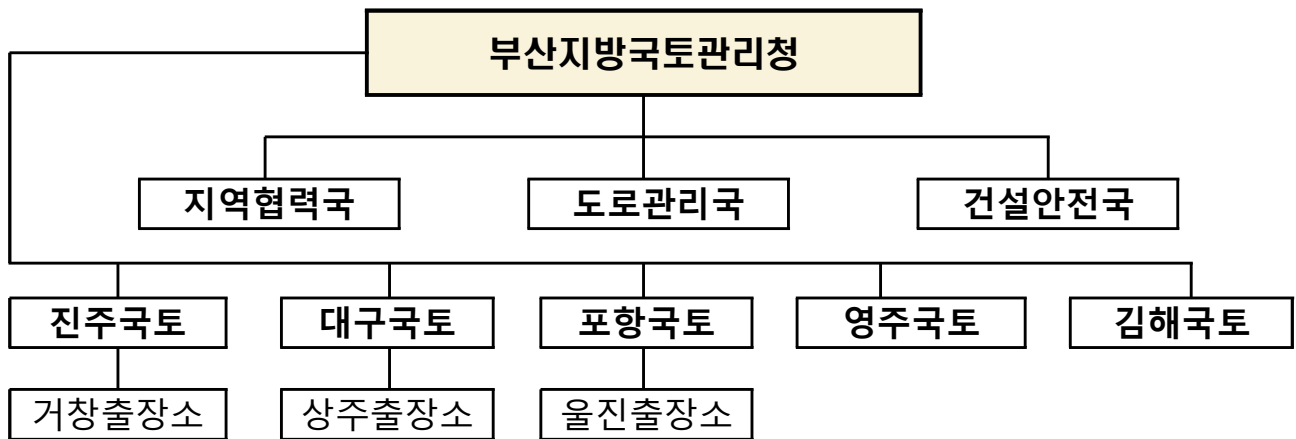 부산지방국토관리청
지역협력국 도로관리국 건설안전국
진주국토 대구국토 포항국토 영주국토 김해국토
거창출장소 상주출장소 울진출장소